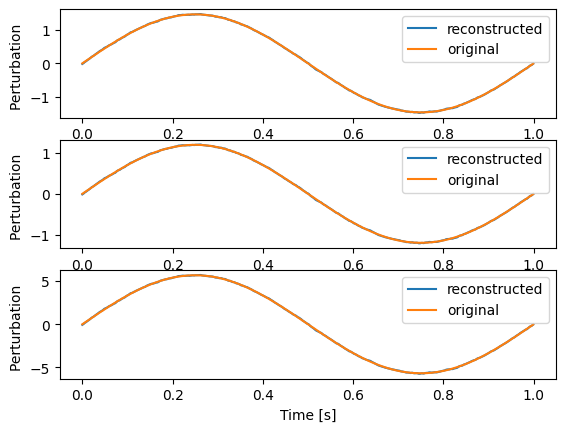 Perturbation
1
0
−1
reconstructed
original
0.0 0.2 0.4 0.6 0.8 1.0
Perturbation
1
0
−1
reconstructed
original
0.0 0.2 0.4 0.6 0.8 1.0
Perturbation
5
0
−5
reconstructed
original
0.0 0.2 0.4 0.6 0.8 1.0
Time [s]